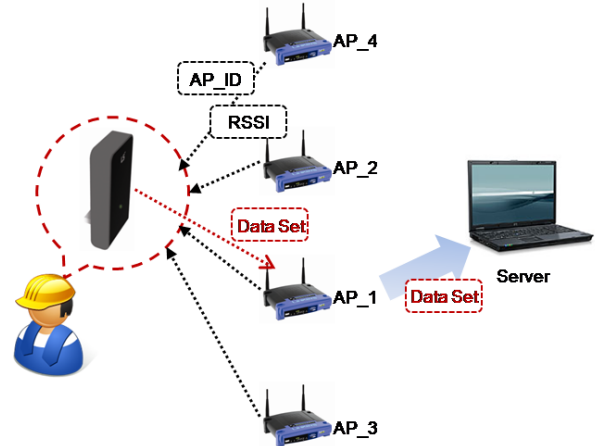 AP_4
AP_ID
RSSI
AP_2
Data Set
AP_1
Server
Data Set
AP_3